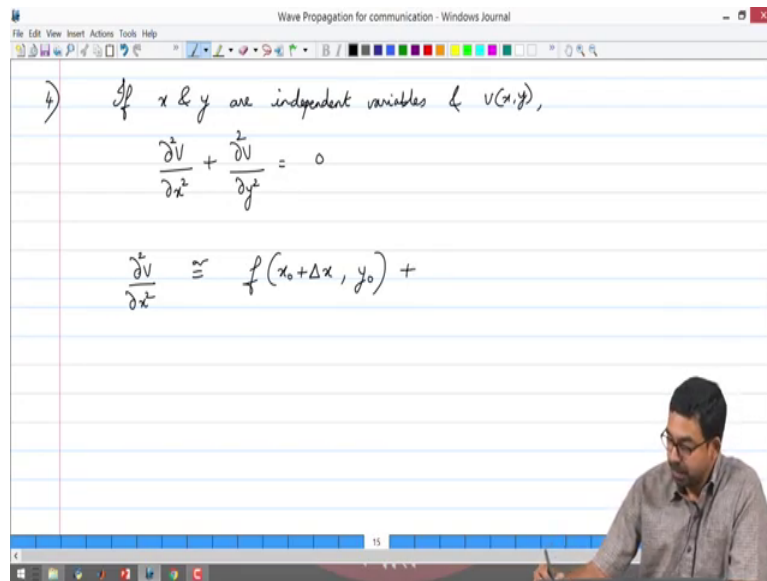 Wave Propagation for communication - Windows Journal
File Edit View Insert Actions Tools Help
B I
4) If x & y are independent variables & V(x,y),
∂²V/∂x² + ∂²V/∂y² = 0
∂²V/∂x² ≅ f(x₀+Δx, y₀) +
15